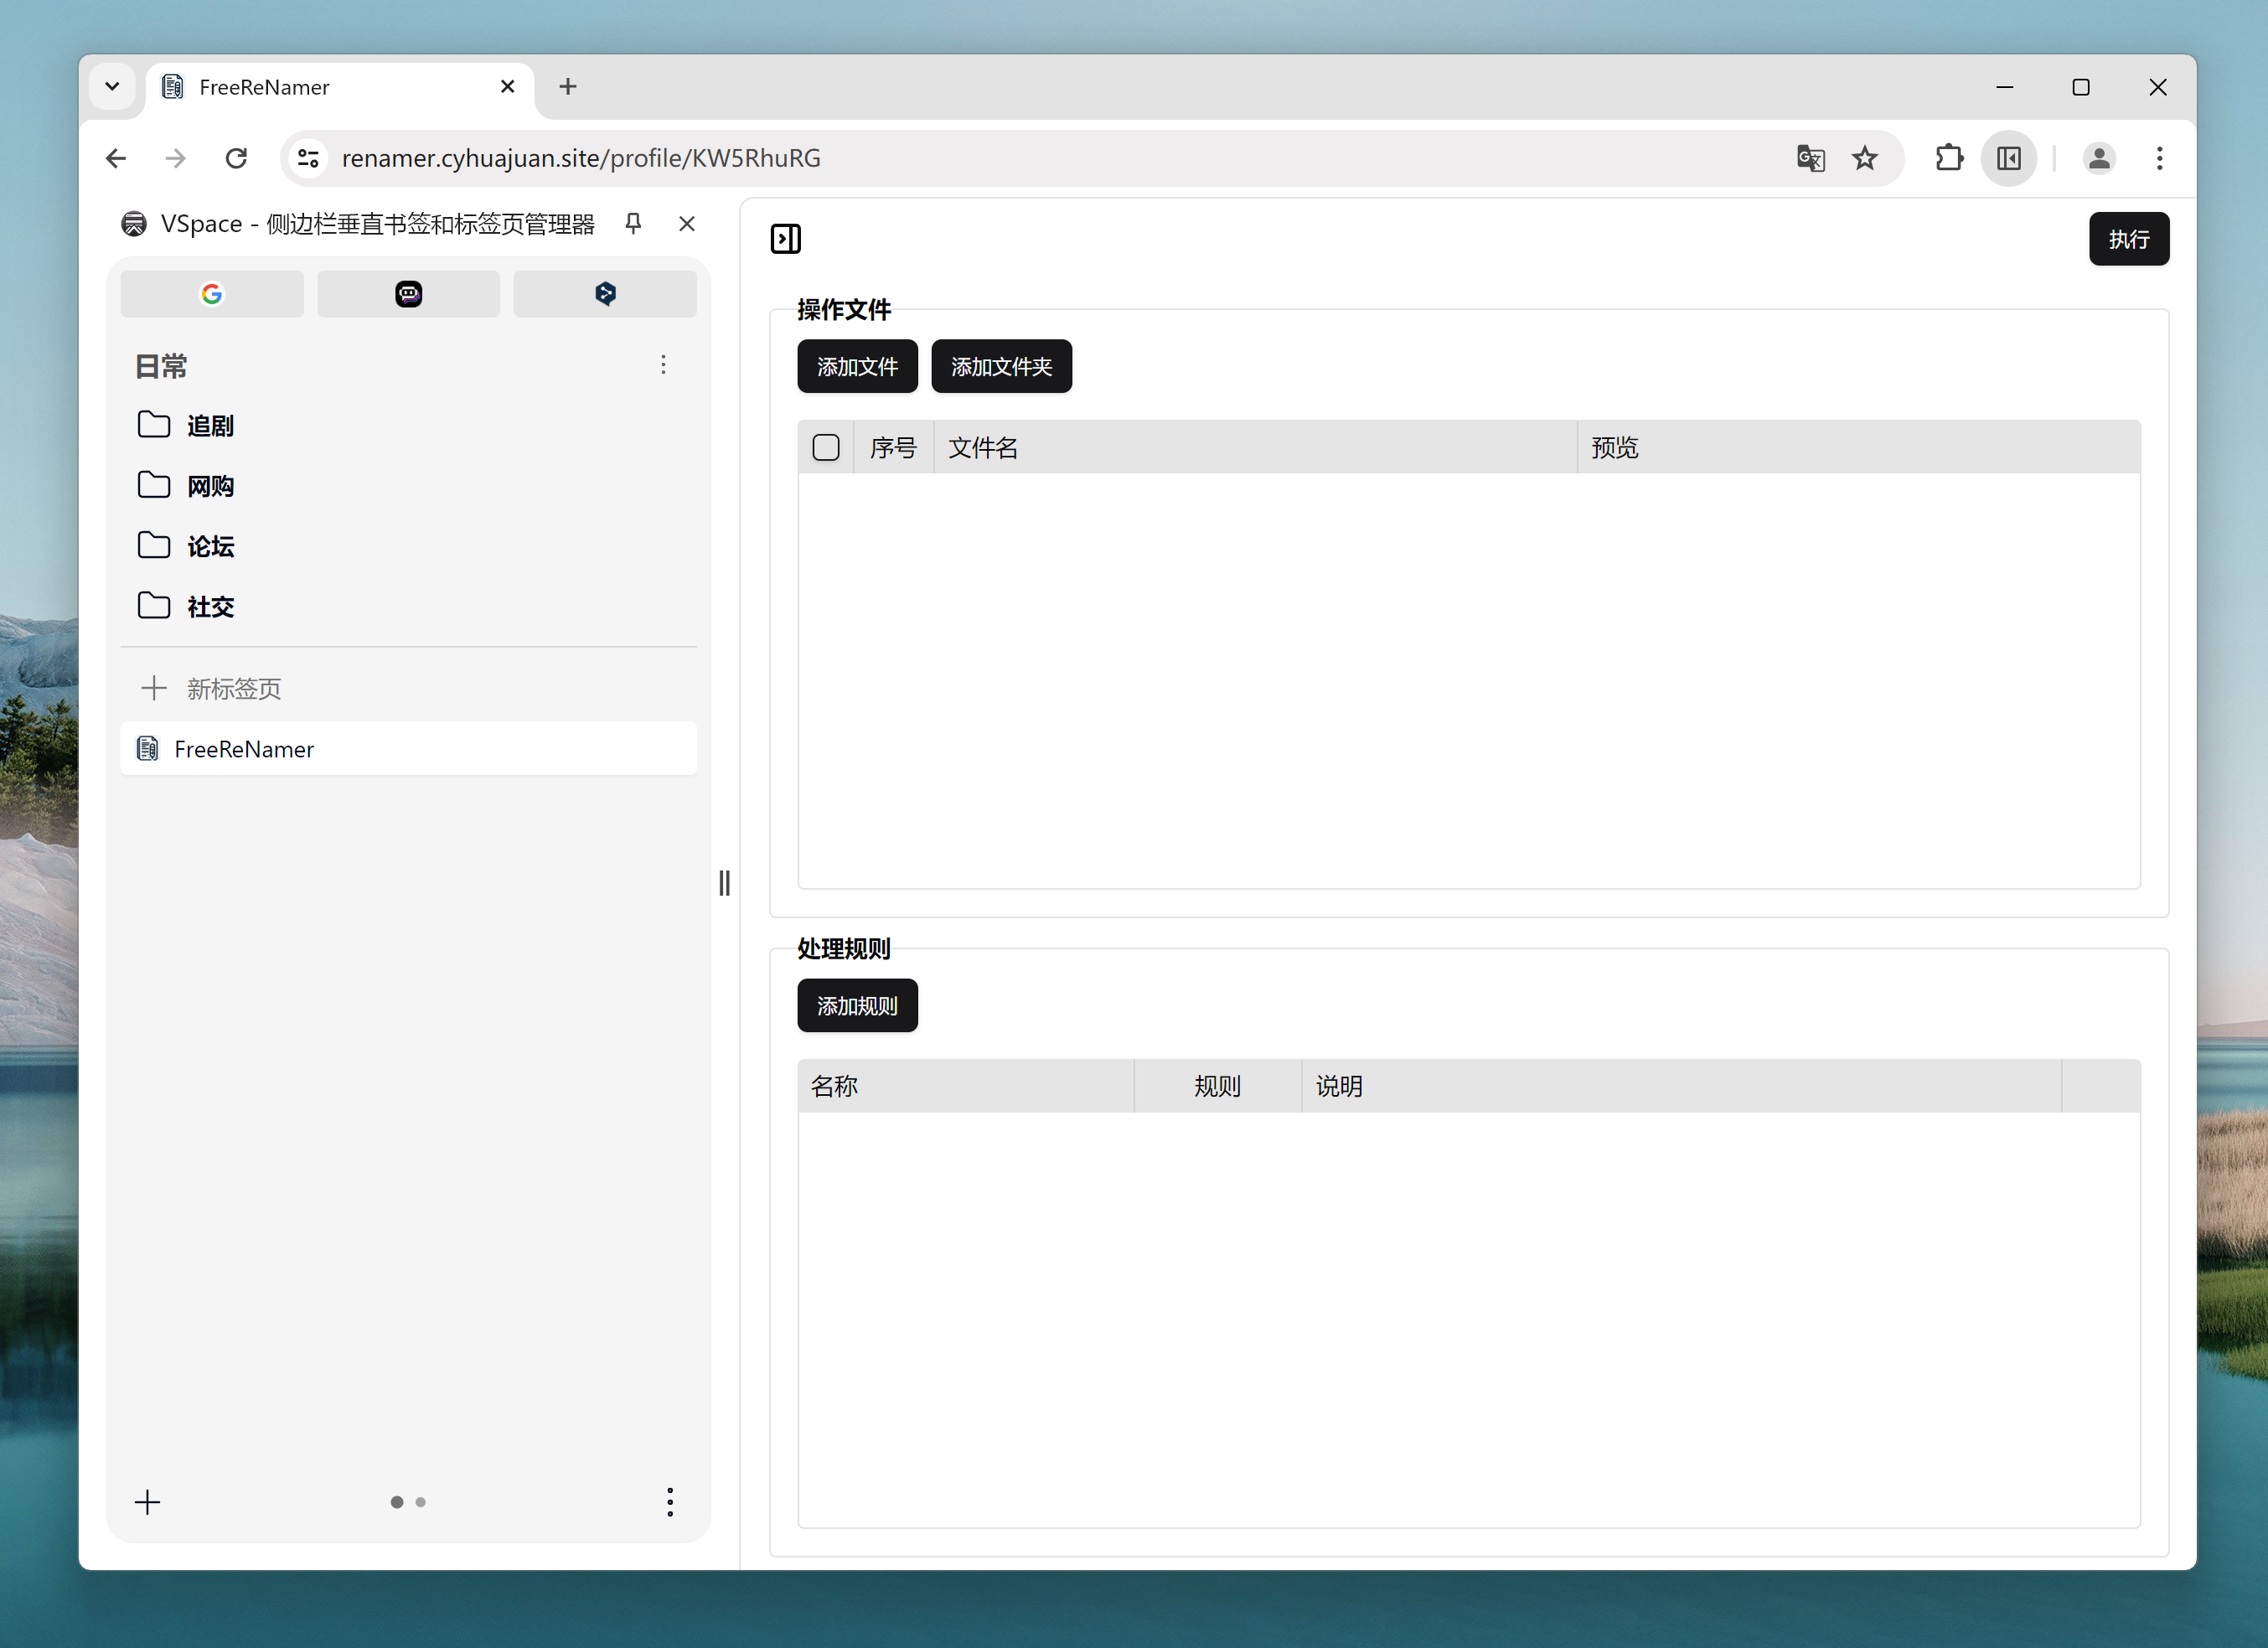 FreeReNamer
renamer.cyhuajuan.site/profile/KW5RhuRG
VSpace - 侧边栏垂直书签和标签页管理器
日常
追剧
网购
论坛
社交
新标签页
FreeReNamer
执行
操作文件
添加文件 添加文件夹
序号 文件名 预览
处理规则
添加规则
名称 规则 说明